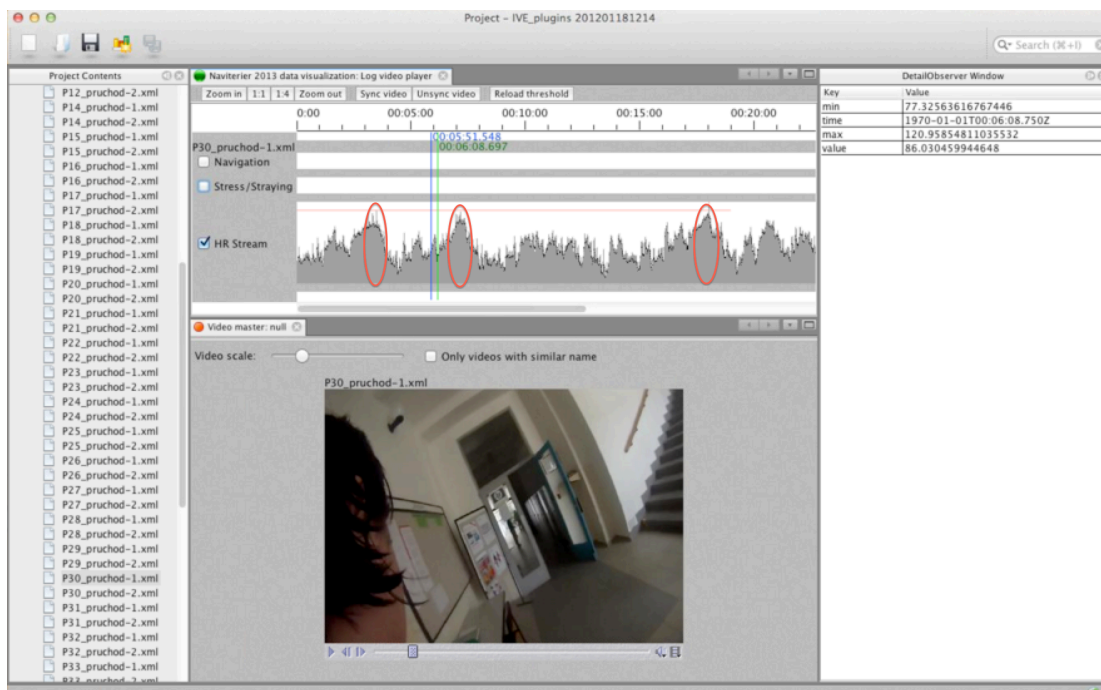 Project - IVE_plugins 201201181214
Search (⌘+I)
Project Contents
P12_pruchod-2.xml
P14_pruchod-1.xml
P14_pruchod-2.xml
P15_pruchod-1.xml
P15_pruchod-2.xml
P16_pruchod-1.xml
P16_pruchod-2.xml
P17_pruchod-1.xml
P17_pruchod-2.xml
P18_pruchod-1.xml
P18_pruchod-2.xml
P19_pruchod-1.xml
P19_pruchod-2.xml
P20_pruchod-1.xml
P20_pruchod-2.xml
P21_pruchod-1.xml
P21_pruchod-2.xml
P22_pruchod-1.xml
P22_pruchod-2.xml
P23_pruchod-1.xml
P23_pruchod-2.xml
P24_pruchod-1.xml
P24_pruchod-2.xml
P25_pruchod-1.xml
P25_pruchod-2.xml
P26_pruchod-1.xml
P26_pruchod-2.xml
P27_pruchod-1.xml
P27_pruchod-2.xml
P28_pruchod-1.xml
P28_pruchod-2.xml
P29_pruchod-1.xml
P29_pruchod-2.xml
P30_pruchod-1.xml
P30_pruchod-2.xml
P31_pruchod-1.xml
P31_pruchod-2.xml
P32_pruchod-1.xml
P32_pruchod-2.xml
P33_pruchod-1.xml
P33_pruchod-2.xml
Naviterier 2013 data visualization: Log video player
Zoom in 1:1 1:4 Zoom out Sync video Unsync video Reload threshold
0:00 00:05:00 00:10:00 00:15:00 00:20:00
00:05:51.548
P30_pruchod-1.xml 00:06:08.697
Navigation
Stress/Straying
HR Stream
Video master: null
Video scale: Only videos with similar name
P30_pruchod-1.xml
DetailObserver Window
Key Value
min 77.32563616767446
time 1970-01-01T00:06:08.750Z
max 120.95854811035532
value 86.030459944648